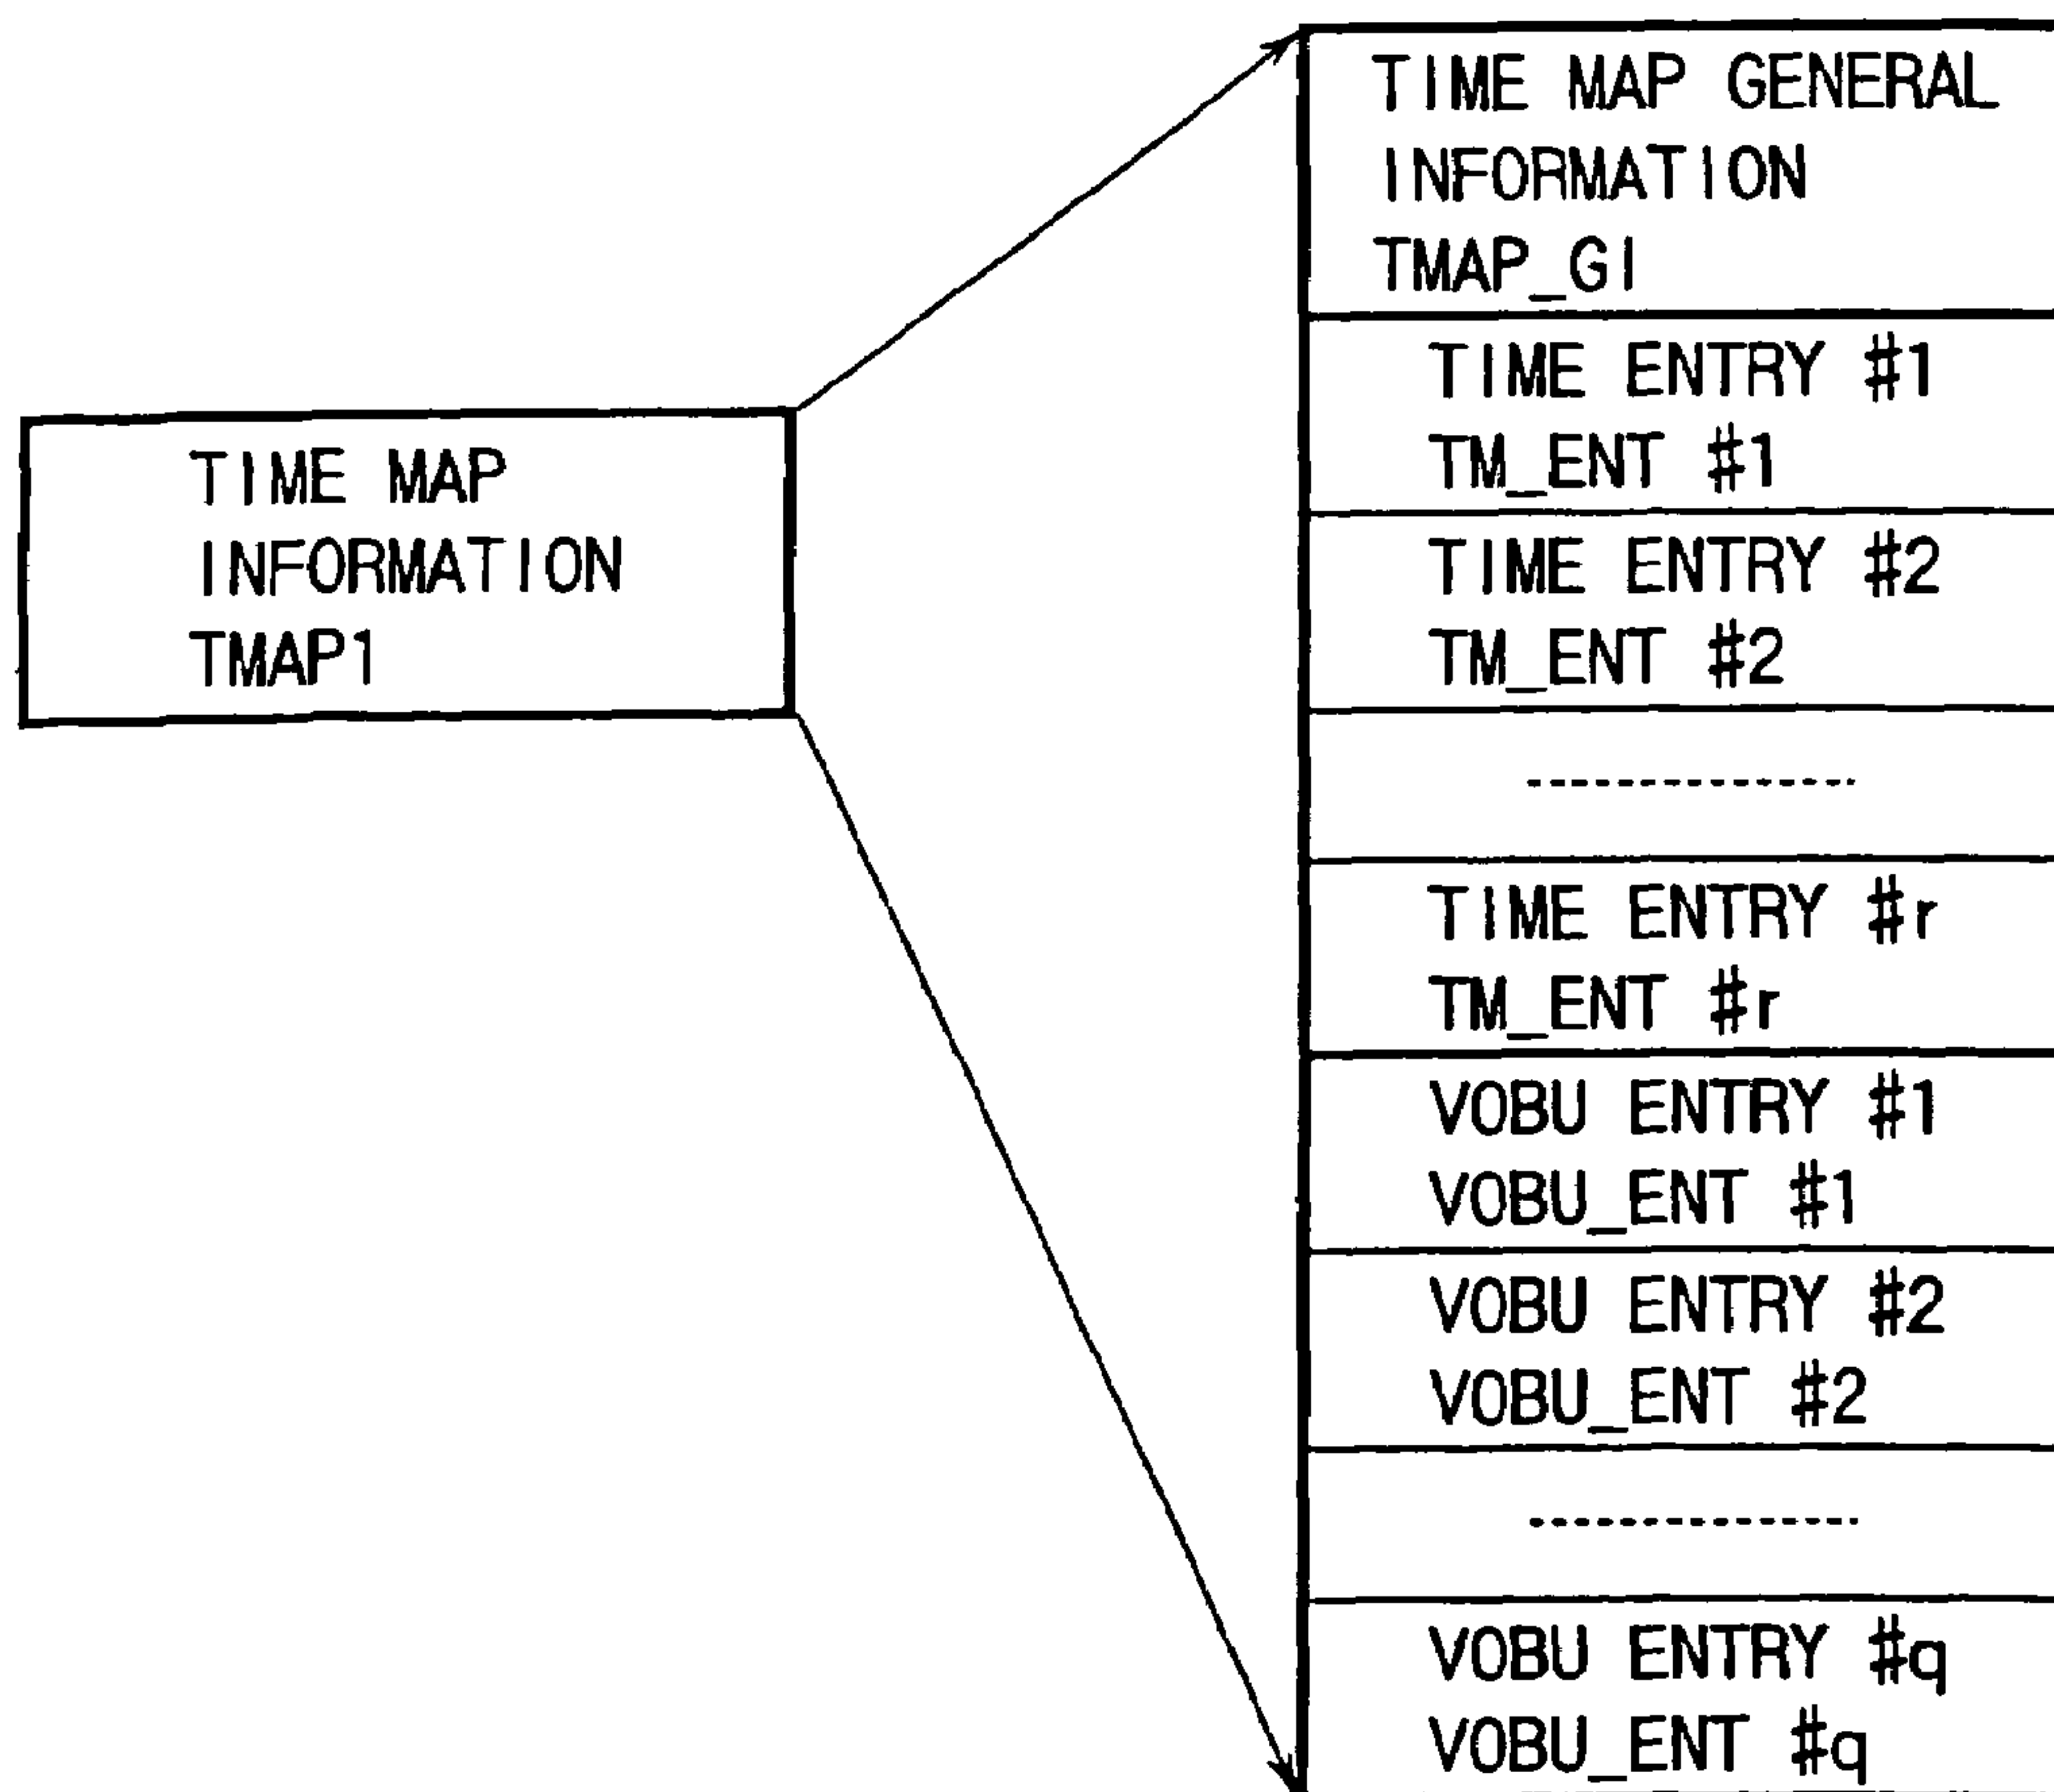 TIME MAP
INFORMATION
TMAP1
TIME MAP GENERAL
INFORMATION
TMAP_GI
TIME ENTRY #1
TM_ENT #1
TIME ENTRY #2
TM_ENT #2
TIME ENTRY #r
TM_ENT #r
VOBU ENTRY #1
VOBU_ENT #1
VOBU ENTRY #2
VOBU_ENT #2
VOBU ENTRY #q
VOBU_ENT #q